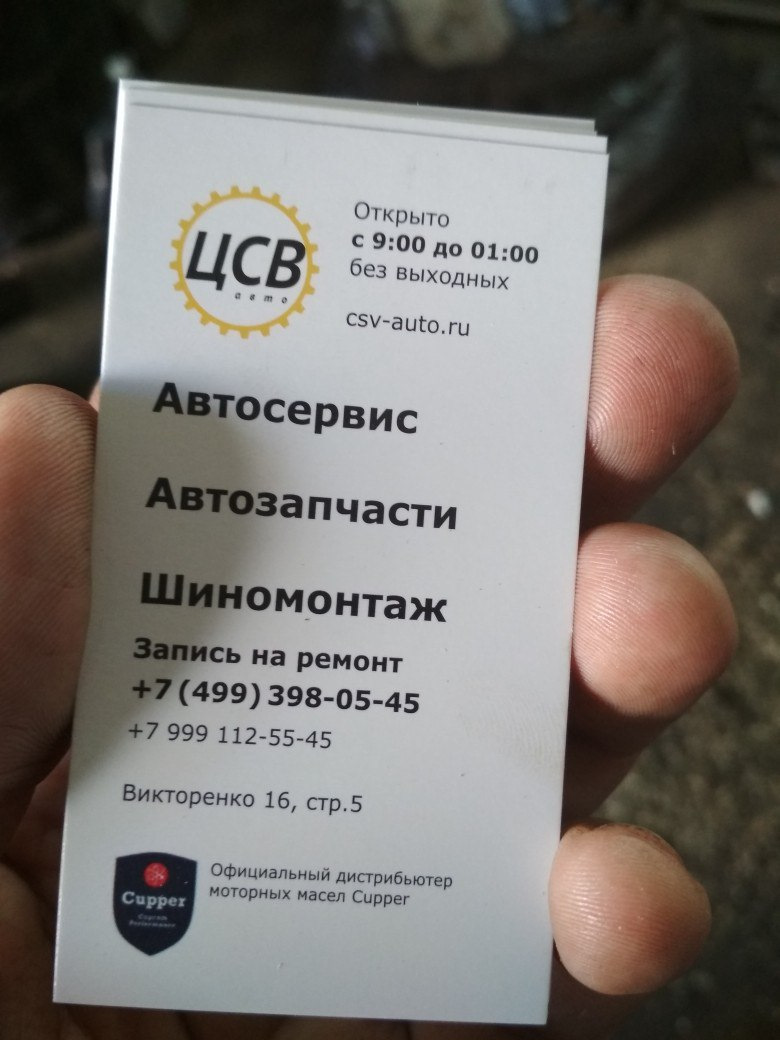 ЦСВ
авто
Открыто
с 9:00 до 01:00
без выходных
csv-auto.ru
Автосервис
Автозапчасти
Шиномонтаж
Запись на ремонт
+7 (499) 398-05-45
+7 999 112-55-45
Викторенко 16, стр.5
Cupper
Performance
Официальный дистрибьютер
моторных масел Cupper